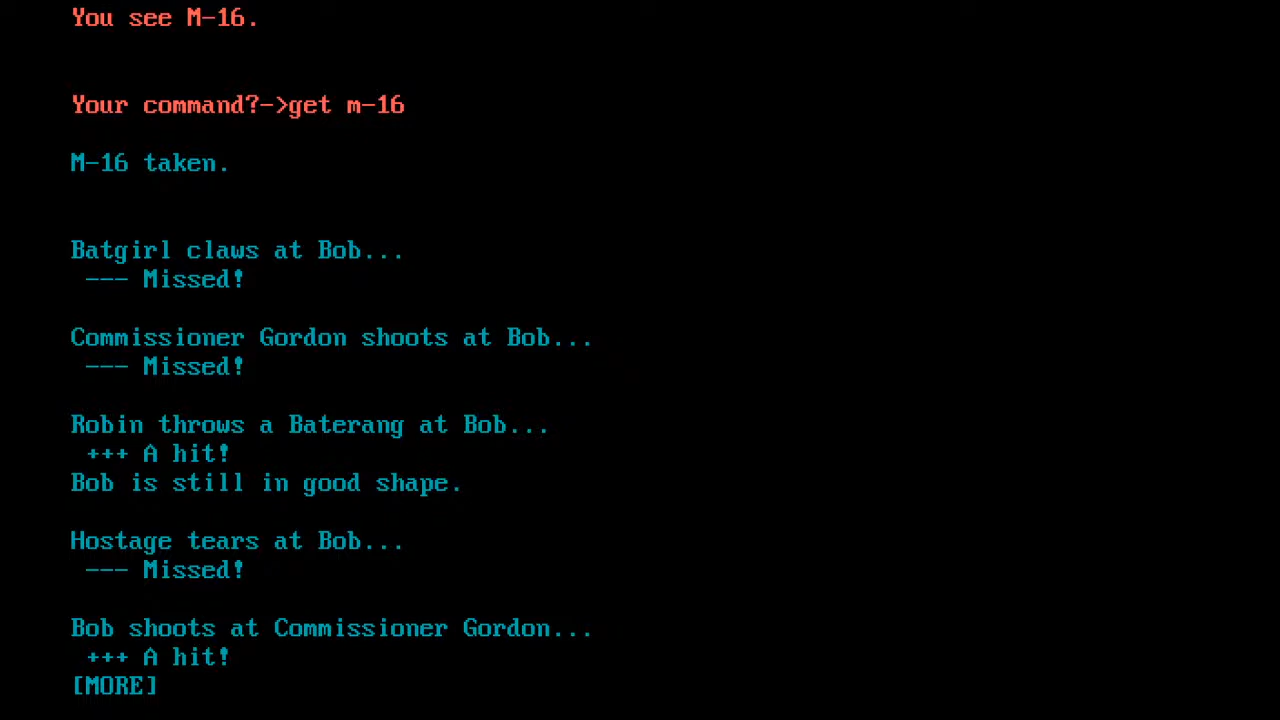 You see M-16.
Your command?->get m-16
M-16 taken.
Batgirl claws at Bob...
--- Missed!
Commissioner Gordon shoots at Bob...
--- Missed!
Robin throws a Baterang at Bob...
+++ A hit!
Bob is still in good shape.
Hostage tears at Bob...
--- Missed!
Bob shoots at Commissioner Gordon...
+++ A hit!
[MORE]